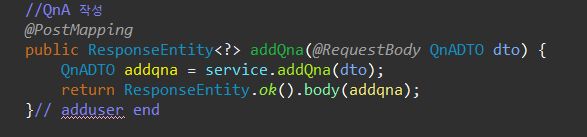 //QnA 작성
@PostMapping
public ResponseEntity<?> addQna(@RequestBody QnADTO dto) {
    QnADTO addqna = service.addQna(dto);
    return ResponseEntity.ok().body(addqna);
}// adduser end